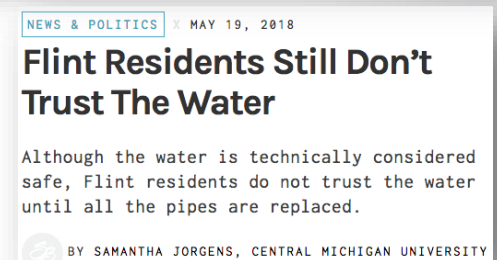 NEWS & POLITICS X MAY 19, 2018
Flint Residents Still Don’t
Trust The Water
Although the water is technically considered
safe, Flint residents do not trust the water
until all the pipes are replaced.
BY SAMANTHA JORGENS, CENTRAL MICHIGAN UNIVERSITY